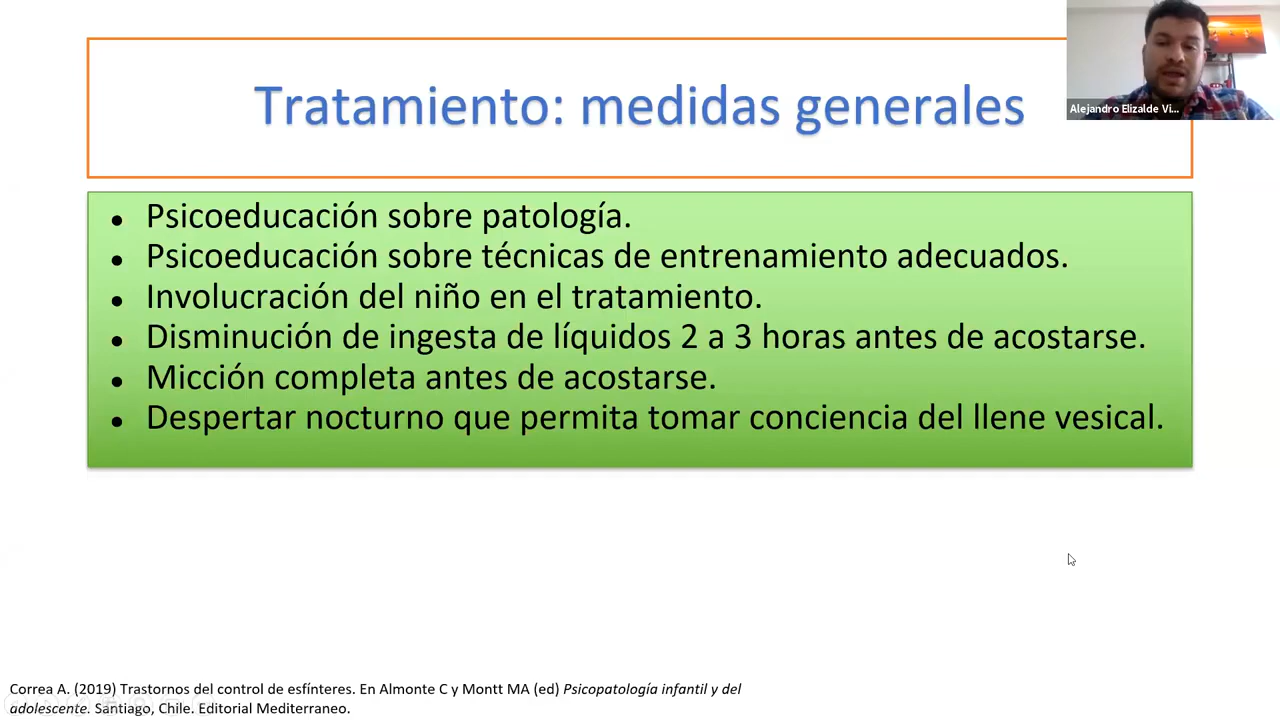 Tratamiento: medidas generales
Alejandro Elizalde Vi...
• Psicoeducación sobre patología.
• Psicoeducación sobre técnicas de entrenamiento adecuados.
• Involucración del niño en el tratamiento.
• Disminución de ingesta de líquidos 2 a 3 horas antes de acostarse.
• Micción completa antes de acostarse.
• Despertar nocturno que permita tomar conciencia del llene vesical.
Correa A. (2019) Trastornos del control de esfínteres. En Almonte C y Montt MA (ed) Psicopatología infantil y del
adolescente. Santiago, Chile. Editorial Mediterraneo.